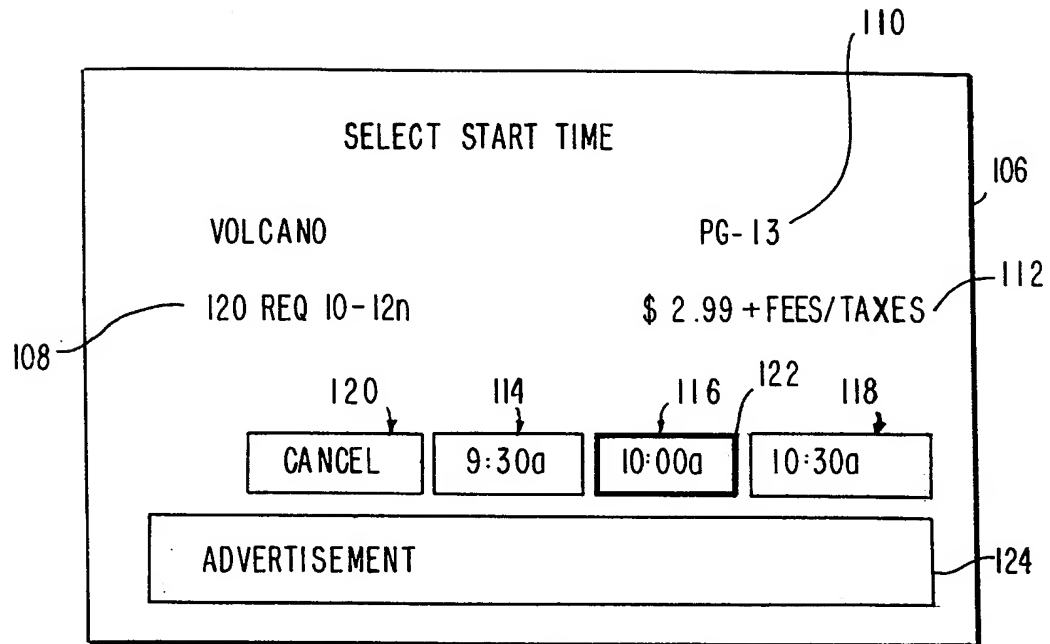 110
SELECT START TIME
106
VOLCANO PG-13
112
120 REQ 10-12n $ 2.99 + FEES/TAXES
108
120 114 116 122 118
CANCEL 9:30a 10:00a 10:30a
ADVERTISEMENT
124